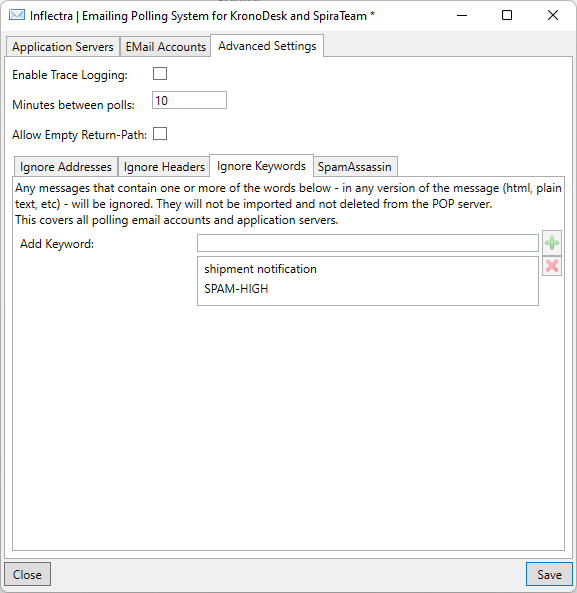 Inflectra | Emailing Polling System for KronoDesk and SpiraTeam *
Application Servers EMail Accounts Advanced Settings
Enable Trace Logging:
Minutes between polls: 10
Allow Empty Return-Path:
Ignore Addresses Ignore Headers Ignore Keywords SpamAssassin
Any messages that contain one or more of the words below - in any version of the message (html, plain
text, etc) - will be ignored. They will not be imported and not deleted from the POP server.
This covers all polling email accounts and application servers.
Add Keyword:
shipment notification
SPAM-HIGH
Close Save